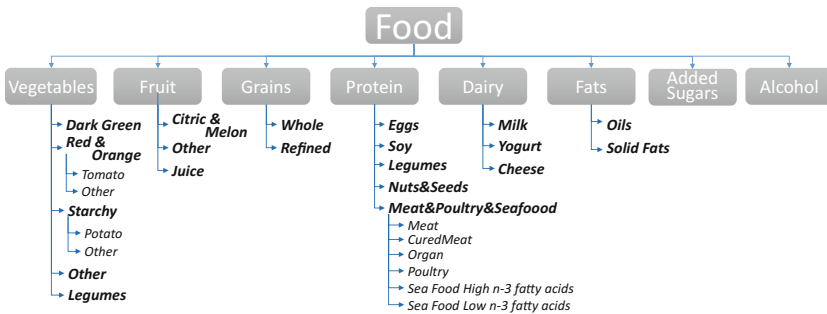 Food
Vegetables
Fruit
Grains
Protein
Dairy
Fats
Added
Sugars
Alcohol
Dark Green
Red &
Orange
Tomato
Other
Starchy
Potato
Other
Other
Legumes
Citric &
Melon
Other
Juice
Whole
Refined
Eggs
Soy
Legumes
Nuts&Seeds
Meat&Poultry&Seafoood
Meat
CuredMeat
Organ
Poultry
Sea Food High n-3 fatty acids
Sea Food Low n-3 fatty acids
Milk
Yogurt
Cheese
Oils
Solid Fats